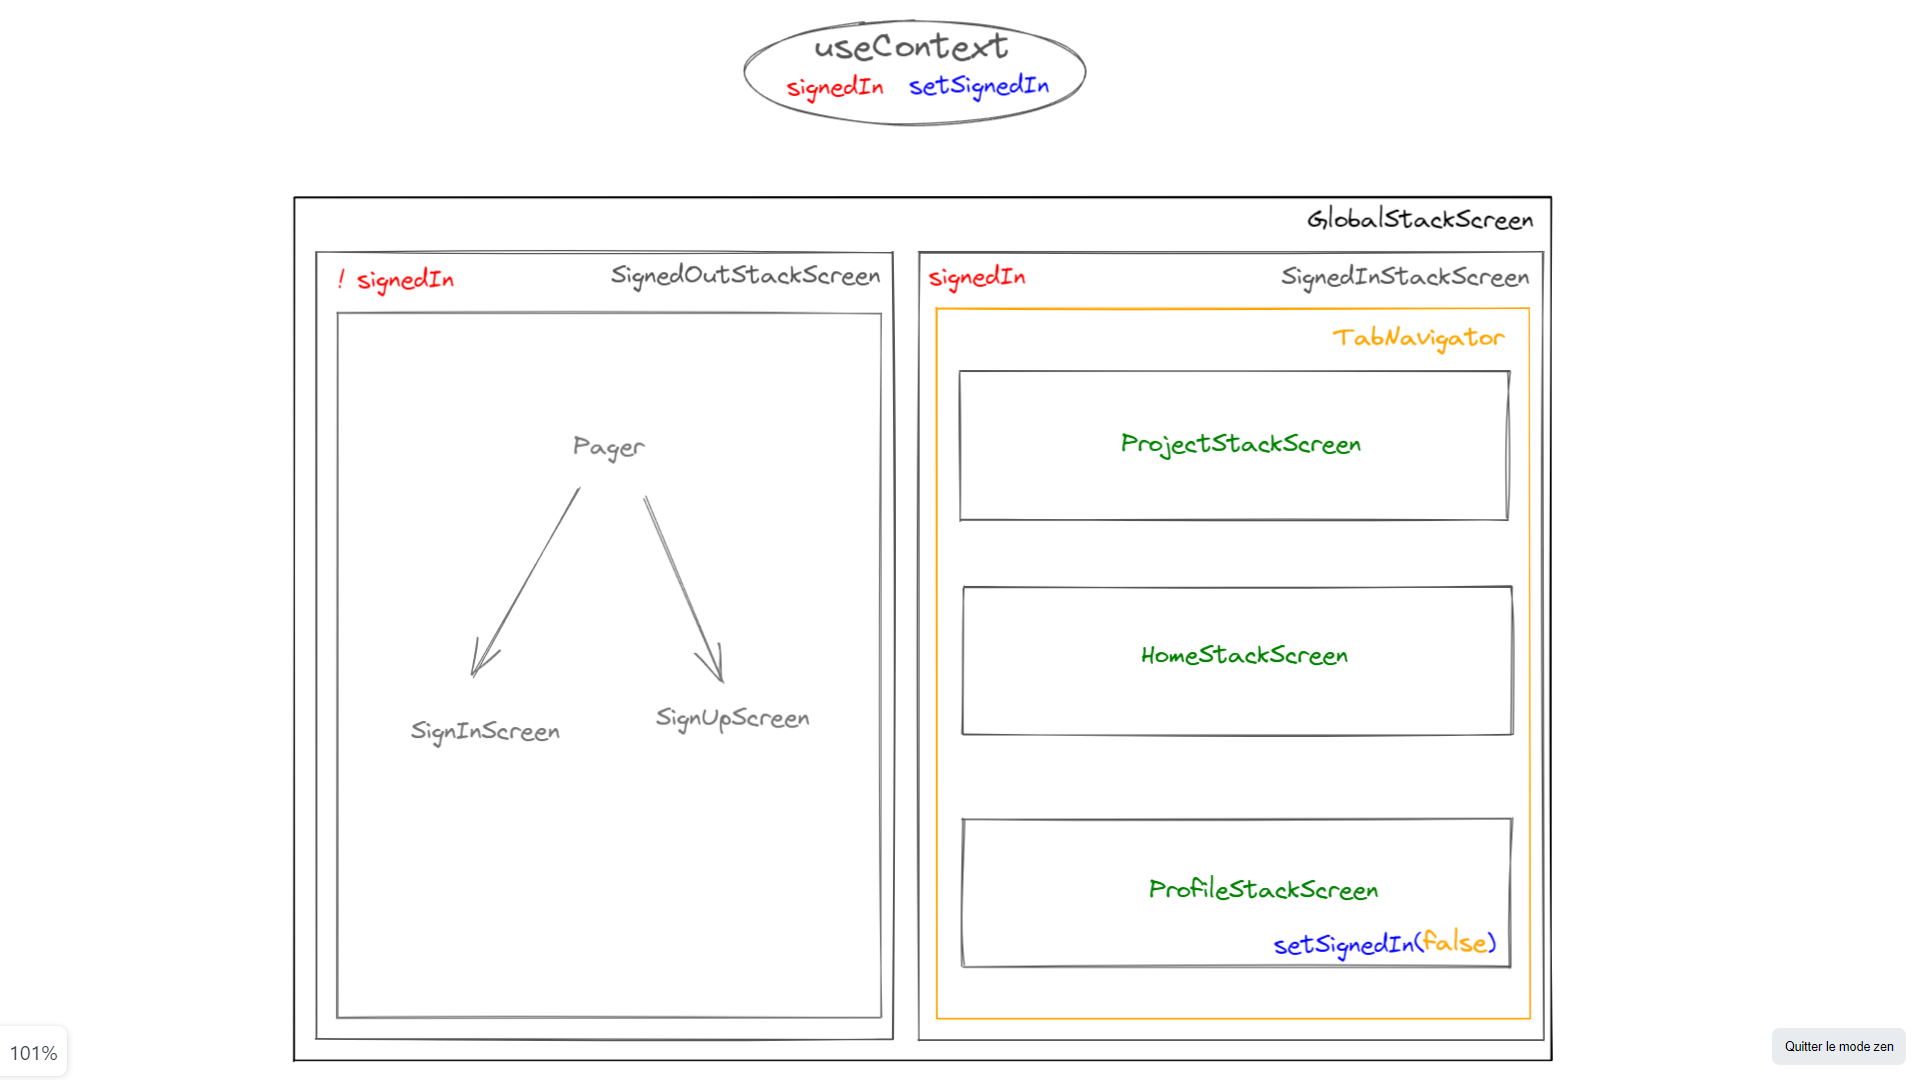 useContext
signedIn setSignedIn
GlobalStackScreen
! signedIn SignedOutStackScreen
Pager
SignInScreen
SignUpScreen
signedIn SignedInStackScreen
TabNavigator
ProjectStackScreen
HomeStackScreen
ProfileStackScreen
setSignedIn(false)
101%
Quitter le mode zen